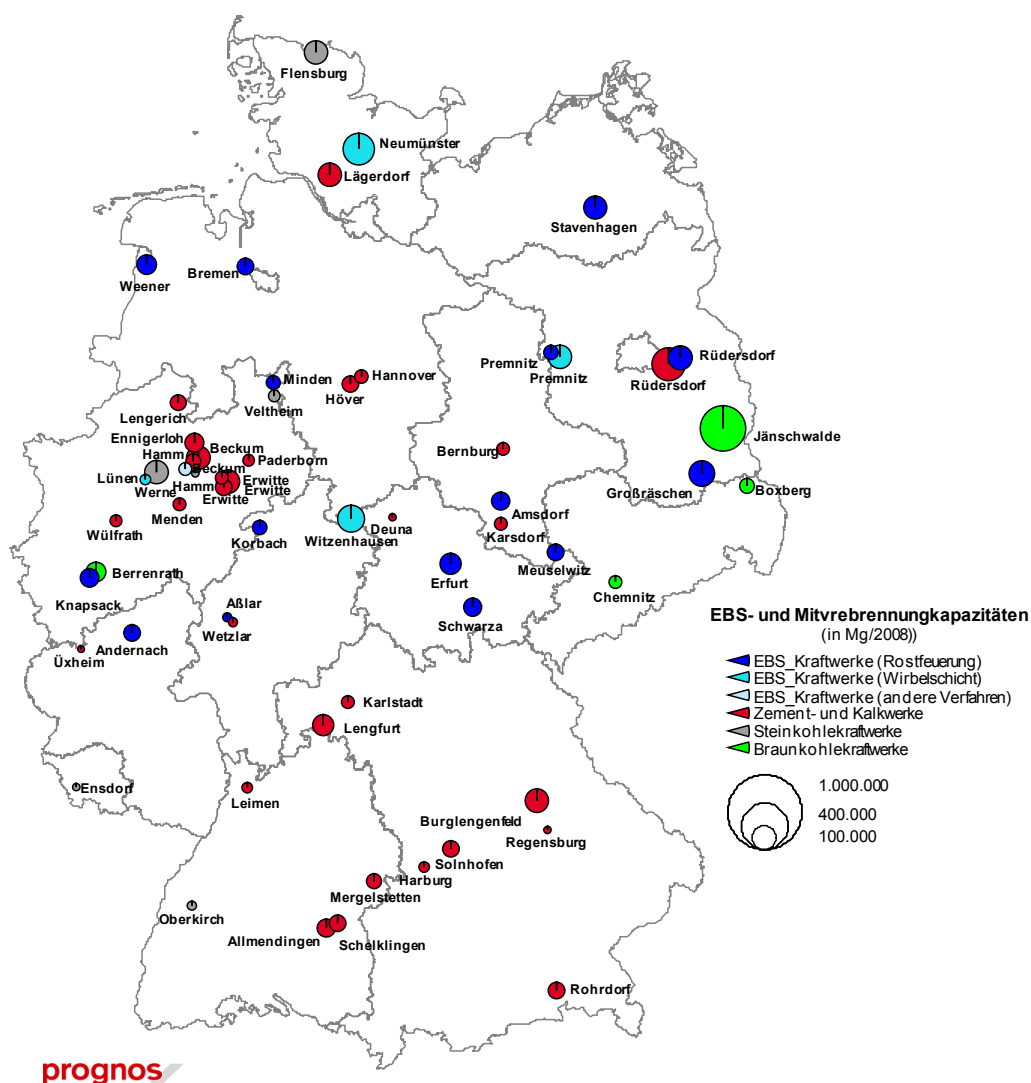 Flensburg
Neumünster
Lägerdorf
Stavenhagen
Weener
Bremen
Premnitz
Premnitz
Rüdersdorf
Rüdersdorf
Minden
Hannover
Veltheim
Höver
Lengerich
Jänschwalde
Ennigerloh
Hamm
Beckum
Beckum
Paderborn
Bernburg
Lünen
Werne
Hamm
Erwitte
Erwitte
Erwitte
Großräschen
Boxberg
Menden
Wülfrath
Korbach
Witzenhausen
Deuna
Amsdorf
Karsdorf
Meuselwitz
Berrenrath
Knapsack
Erfurt
Chemnitz
Aßlar
Wetzlar
Schwarza
Andernach
Üxheim
EBS- und Mitvrebrennungkapazitäten
(in Mg/2008))
EBS_Kraftwerke (Rostfeuerung)
EBS_Kraftwerke (Wirbelschicht)
EBS_Kraftwerke (andere Verfahren)
Zement- und Kalkwerke
Steinkohlekraftwerke
Braunkohlekraftwerke
1.000.000
400.000
100.000
Karlstadt
Lengfurt
Ensdorf
Leimen
Burglengenfeld
Regensburg
Solnhofen
Harburg
Mergelstetten
Oberkirch
Allmendingen
Schelklingen
Rohrdorf
prognos